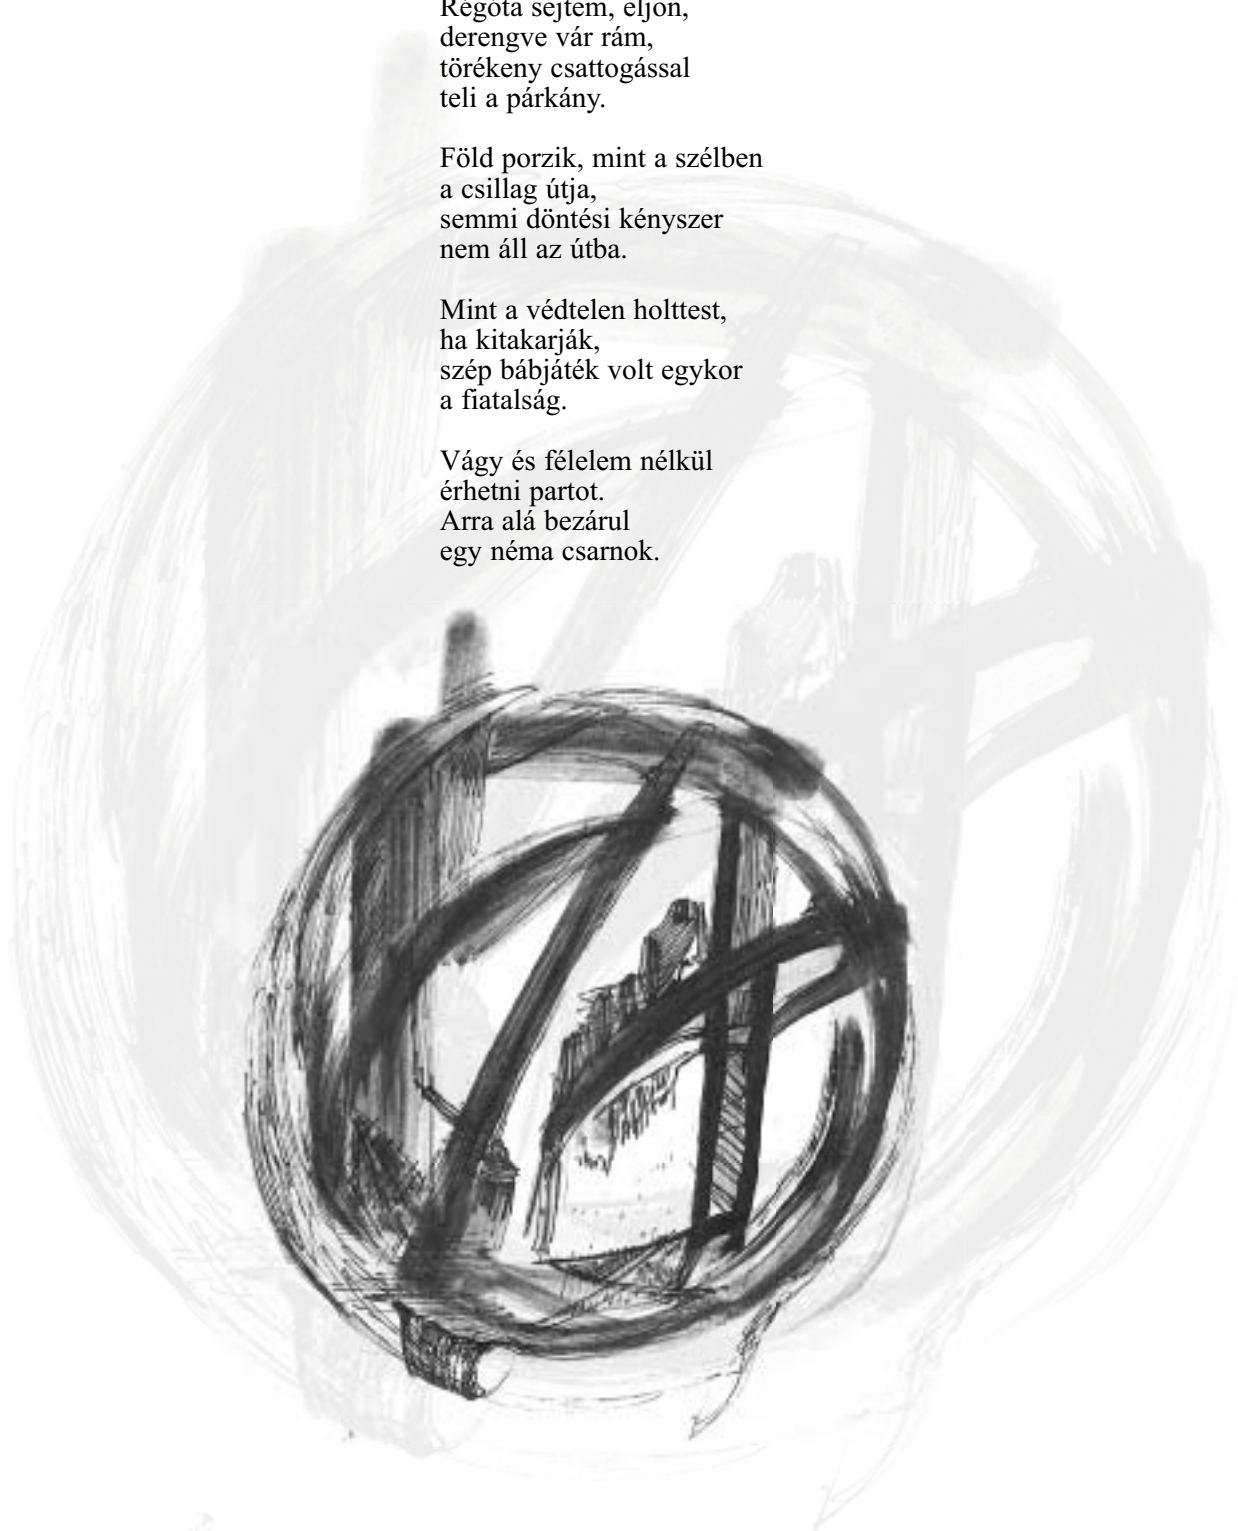 Régóta sejtem, eljön,
derengve vár rám,
törékeny csattogással
teli a párkány.

Föld porzik, mint a szélben
a csillag útja,
semmi döntési kényszer
nem áll az útba.

Mint a védtelen holttest,
ha kitakarják,
szép bábjáték volt egykor
a fiatalság.

Vágy és félelem nélkül
érhetni partot.
Arra alá bezárul
egy néma csarnok.